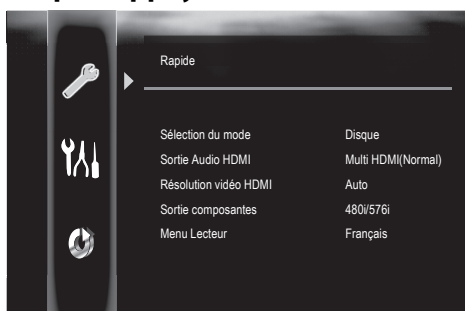 Rapide
Sélection du mode Disque
Sortie Audio HDMI Multi HDMI(Normal)
Résolution vidéo HDMI Auto
Sortie composantes 480i/576i
Menu Lecteur Français